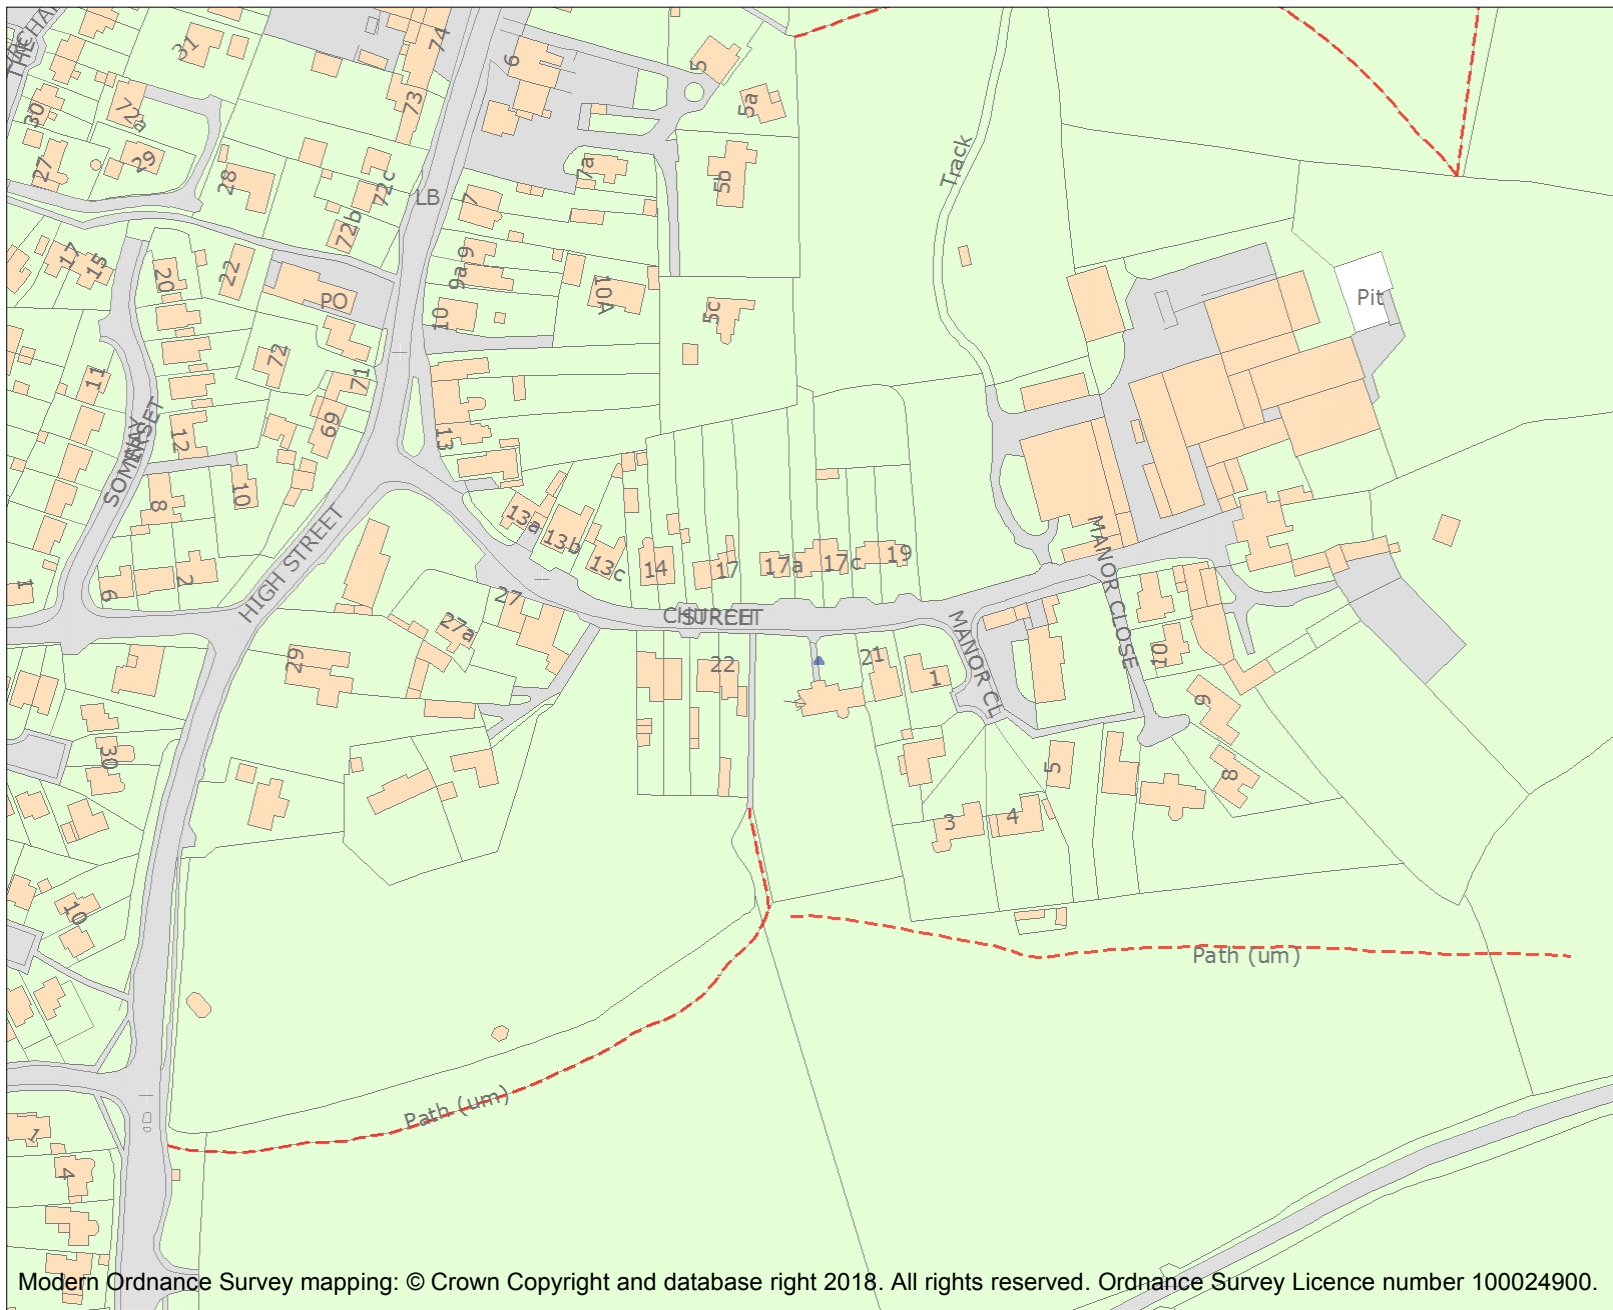 THE
74
31
6
5
30
72a
73
5a
27
29
28
72c
LB
7
7a
5b
Track
72b
17
15
20
22
9
9a
10A
PO
10
5c
Pit
72
11
71
69
12
13
SOMERSET
WAY
8
10
HIGH STREET
13a
13b
13c
14
17
17a
17c
19
MANOR CLOSE
1
6
2
27
27a
CHURCH
STREET
MANOR CL
29
22
21
1
10
9
30
5
8
3
4
10
Path (um)
Path (um)
1
4
Modern Ordnance Survey mapping: © Crown Copyright and database right 2018. All rights reserved. Ordnance Survey Licence number 100024900.